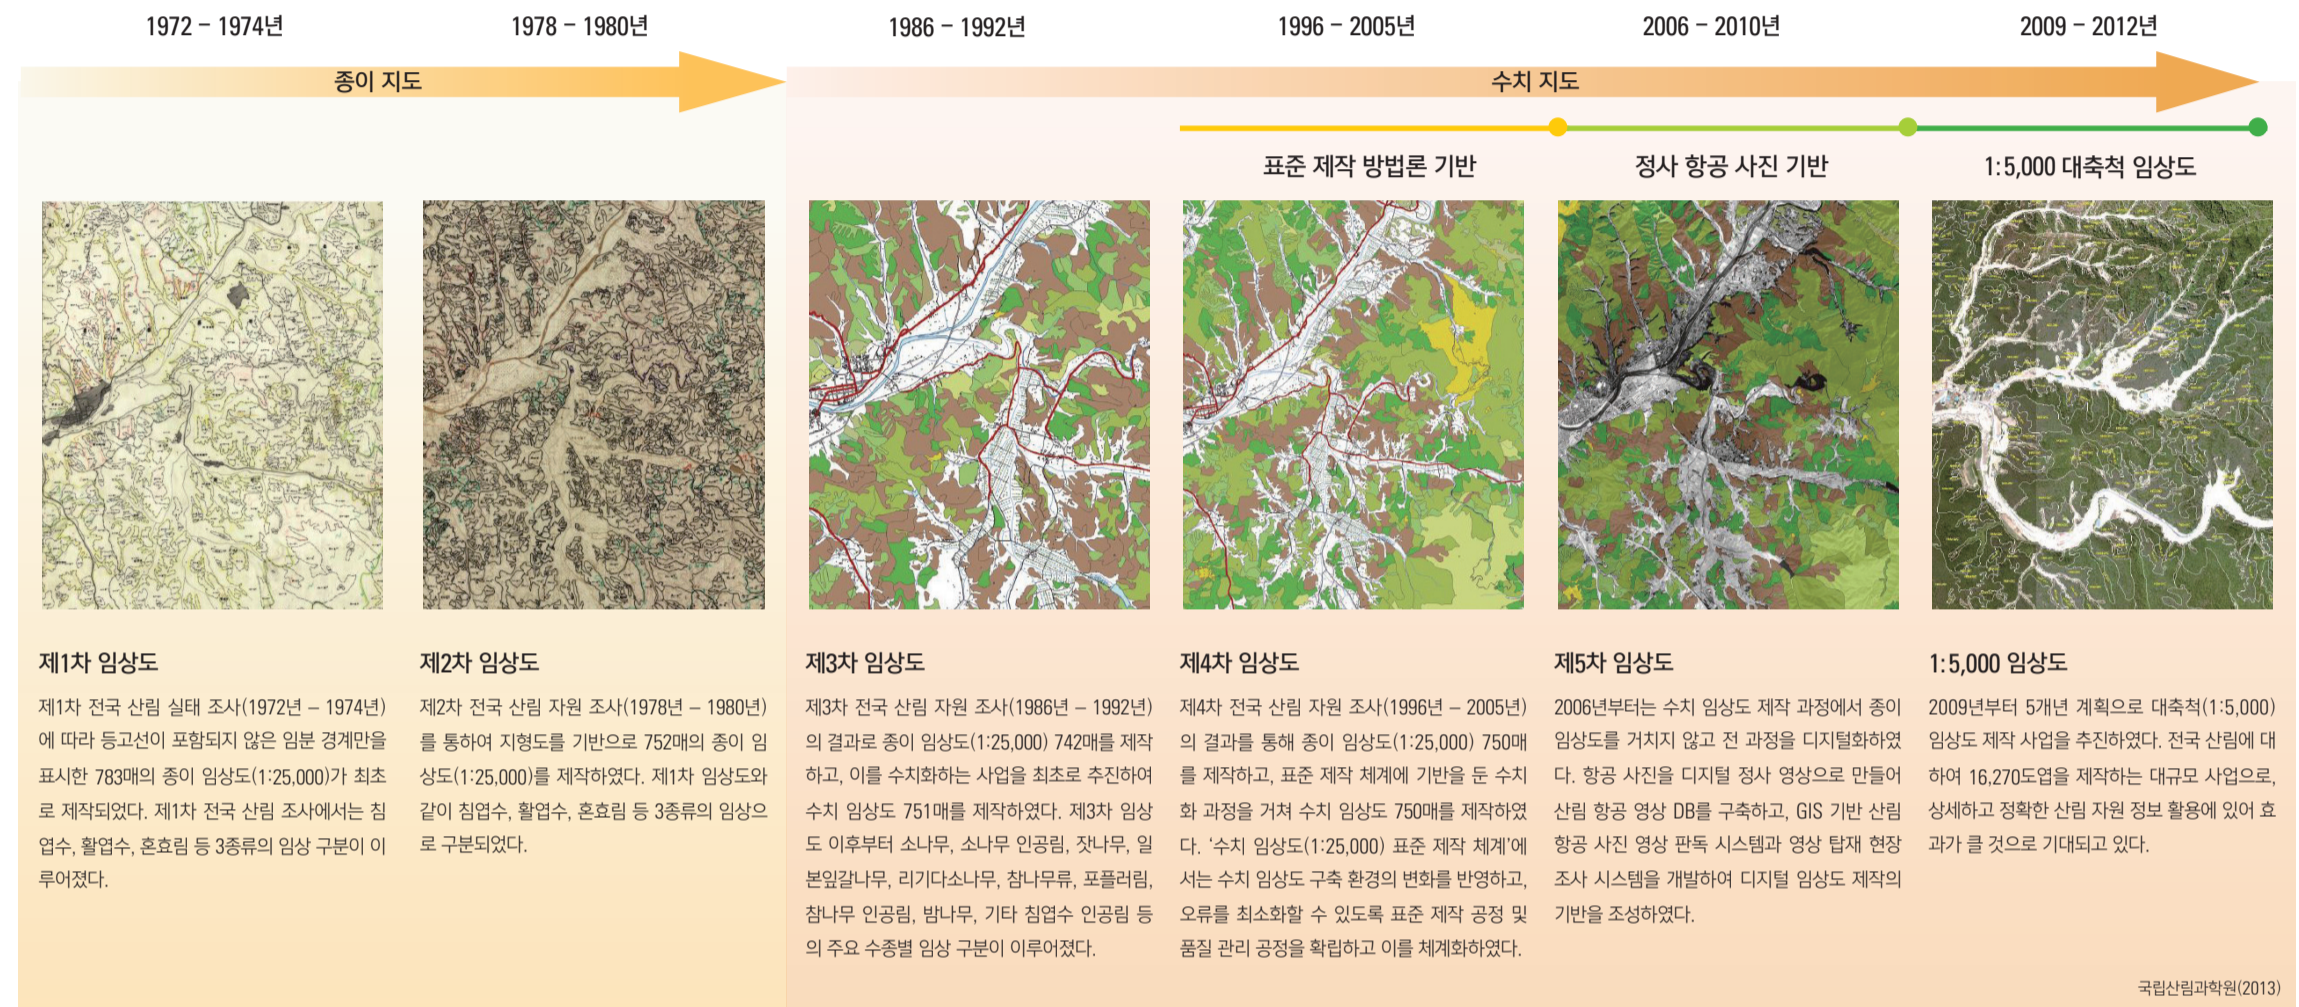 1972 – 1974년
1978 – 1980년
1986 – 1992년
1996 – 2005년
2006 – 2010년
2009 – 2012년
종이 지도
수치 지도
표준 제작 방법론 기반
정사 항공 사진 기반
1:5,000 대축척 임상도
제1차 임상도
제1차 전국 산림 실태 조사(1972년 – 1974년)
에 따라 등고선이 포함되지 않은 임분 경계만을
표시한 783매의 종이 임상도(1:25,000)가 최초
로 제작되었다. 제1차 전국 산림 조사에서는 침
엽수, 활엽수, 혼효림 등 3종류의 임상 구분이 이
루어졌다.
제2차 임상도
제2차 전국 산림 자원 조사(1978년 – 1980년)
를 통하여 지형도를 기반으로 752매의 종이 임
상도(1:25,000)를 제작하였다. 제1차 임상도와
같이 침엽수, 활엽수, 혼효림 등 3종류의 임상으
로 구분되었다.
제3차 임상도
제3차 전국 산림 자원 조사(1986년 – 1992년)
의 결과로 종이 임상도(1:25,000) 742매를 제작
하고, 이를 수치화하는 사업을 최초로 추진하여
수치 임상도 751매를 제작하였다. 제3차 임상
도 이후부터 소나무, 소나무 인공림, 잣나무, 일
본잎갈나무, 리기다소나무, 참나무류, 포플러림,
참나무 인공림, 밤나무, 기타 침엽수 인공림 등
의 주요 수종별 임상 구분이 이루어졌다.
제4차 임상도
제4차 전국 산림 자원 조사(1996년 – 2005년)
의 결과를 통해 종이 임상도(1:25,000) 750매
를 제작하고, 표준 제작 체계에 기반을 둔 수치
화 과정을 거쳐 수치 임상도 750매를 제작하였
다. ‘수치 임상도(1:25,000) 표준 제작 체계’에
서는 수치 임상도 구축 환경의 변화를 반영하고,
오류를 최소화할 수 있도록 표준 제작 공정 및
품질 관리 공정을 확립하고 이를 체계화하였다.
제5차 임상도
2006년부터는 수치 임상도 제작 과정에서 종이
임상도를 거치지 않고 전 과정을 디지털화하였
다. 항공 사진을 디지털 정사 영상으로 만들어
산림 항공 영상 DB를 구축하고, GIS 기반 산림
항공 사진 영상 판독 시스템과 영상 탑재 현장
조사 시스템을 개발하여 디지털 임상도 제작의
기반을 조성하였다.
1:5,000 임상도
2009년부터 5개년 계획으로 대축척(1:5,000)
임상도 제작 사업을 추진하였다. 전국 산림에 대
하여 16,270도엽을 제작하는 대규모 사업으로,
상세하고 정확한 산림 자원 정보 활용에 있어 효
과가 클 것으로 기대되고 있다.
국립산림과학원(2013)